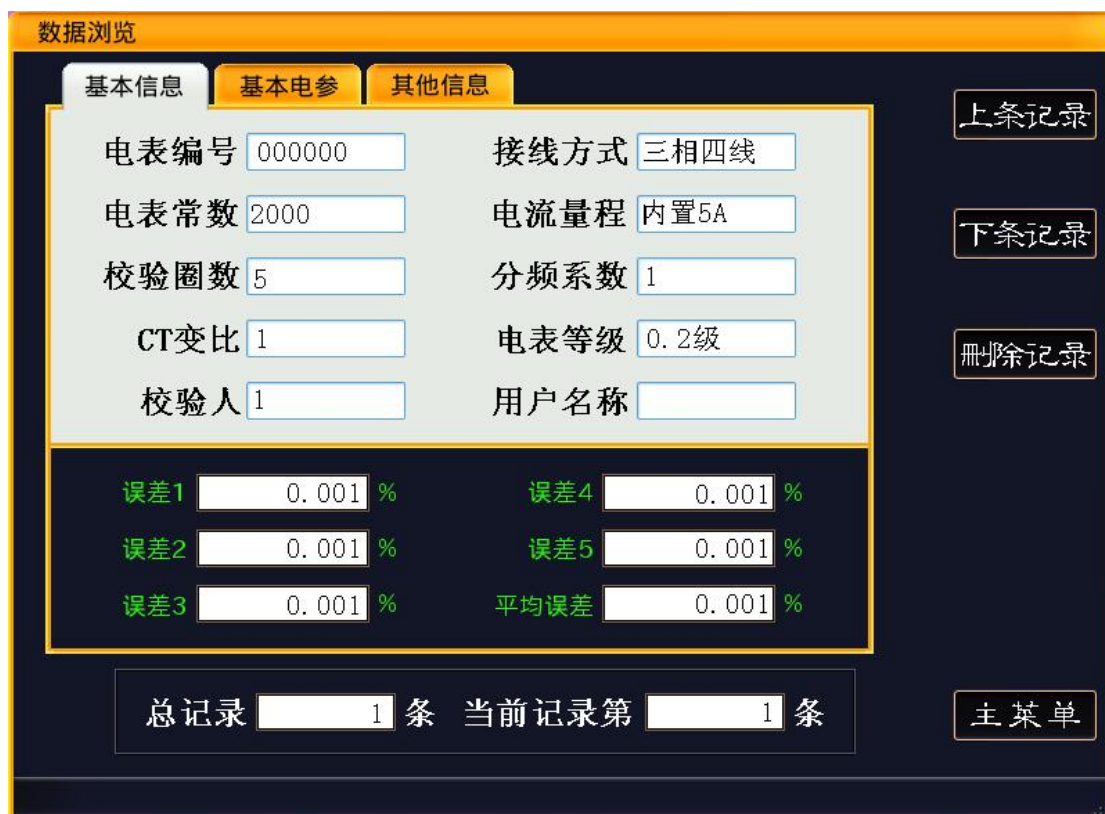 数据浏览
基本信息 基本电参 其他信息
电表编号 000000 接线方式 三相四线
电表常数 2000 电流量程 内置5A
校验圈数 5 分频系数 1
CT变比 1 电表等级 0.2级
校验人 1 用户名称
误差1 0.001 % 误差4 0.001 %
误差2 0.001 % 误差5 0.001 %
误差3 0.001 % 平均误差 0.001 %
总记录 1 条 当前记录第 1 条
上条记录
下条记录
删除记录
主菜单